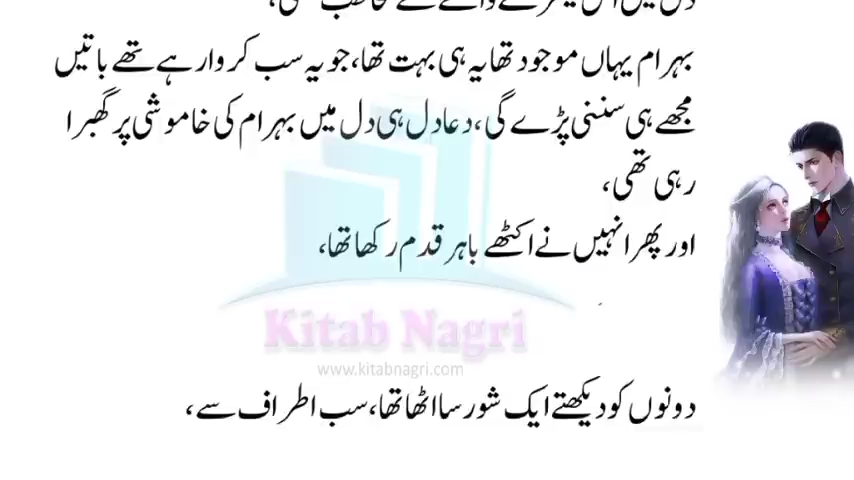 بہرام یہاں موجود تھا یہ ہی بہت تھا، جو یہ سب کروا رہے تھے باتیں
مجھے ہی سننی پڑے گی، دعا دل ہی دل میں بہرام کی خاموشی پر گھبرا
رہی تھی،
اور پھر انہیں نے اکٹھے باہر قدم رکھا تھا،
Kitab Nagri
www.kitabnagri.com
دونوں کو دیکھتے ایک شور سا اٹھا تھا، سب اطراف سے،